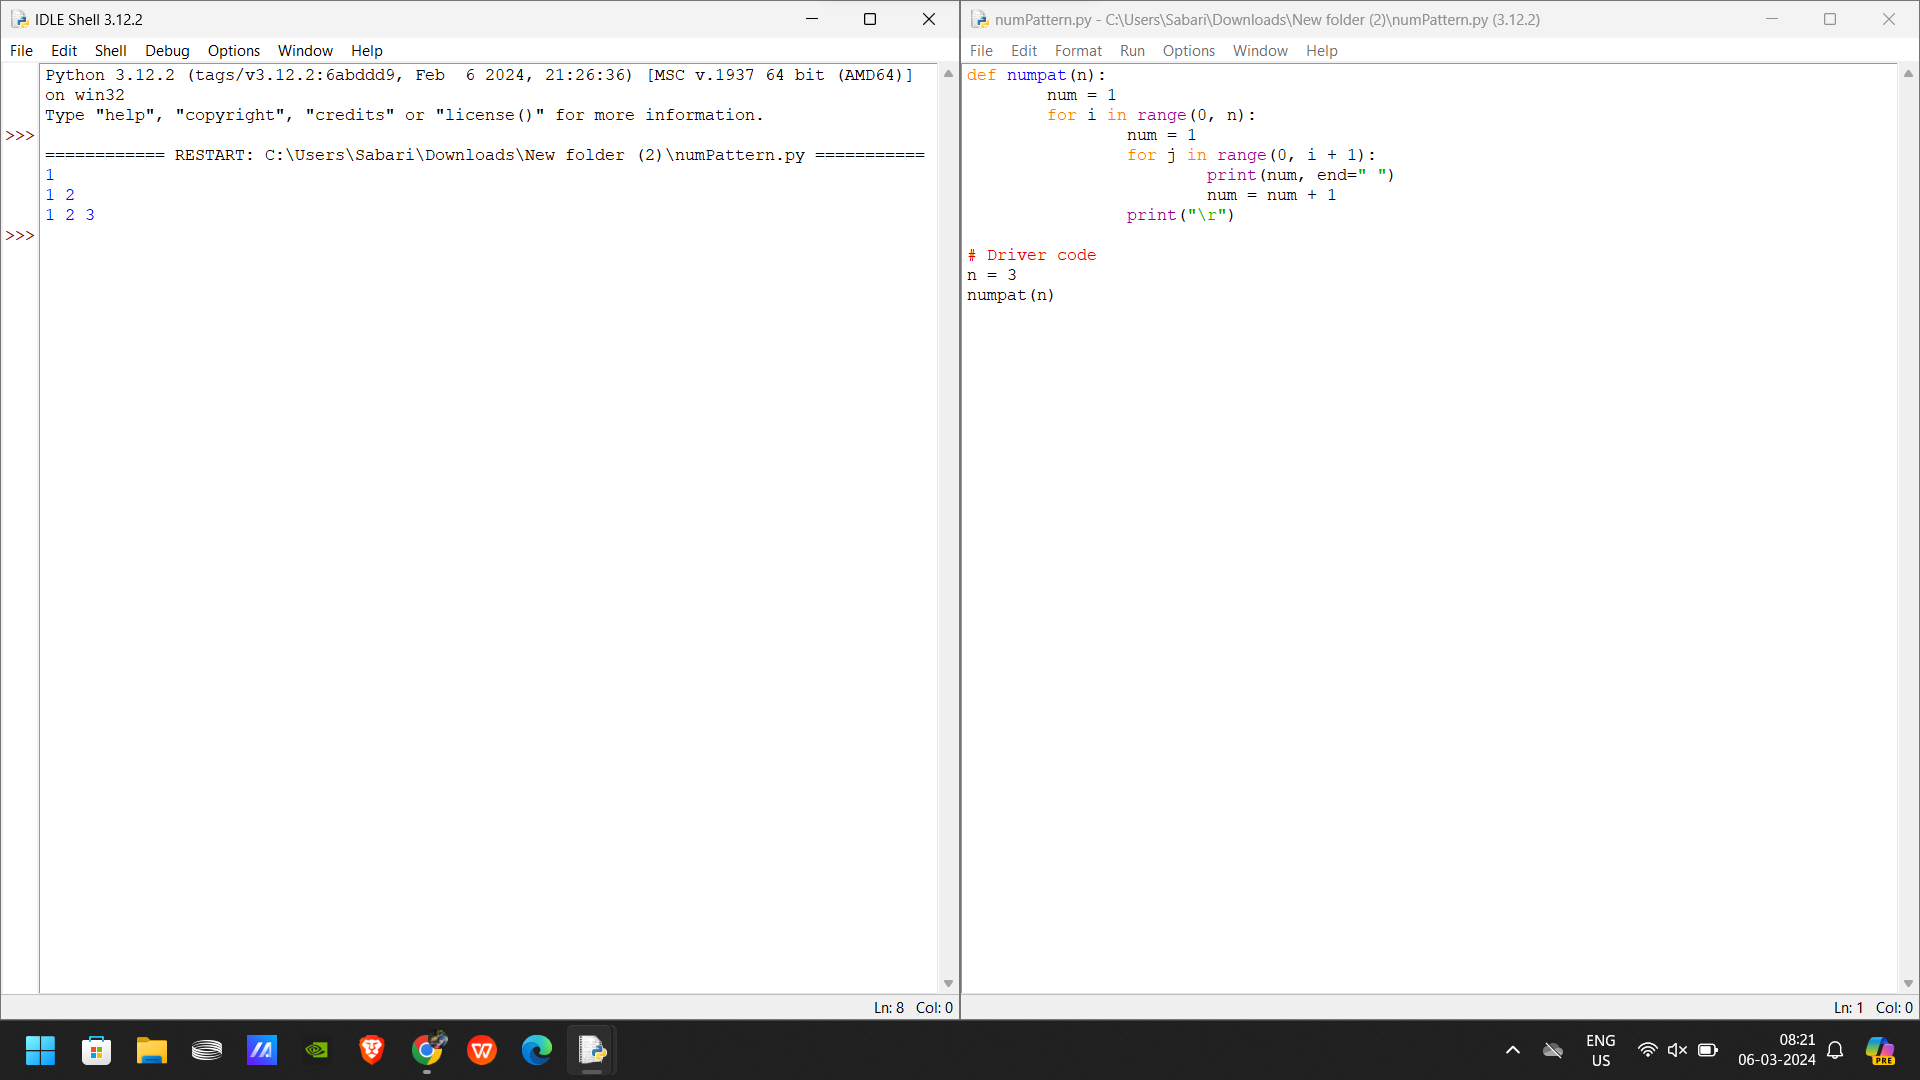 IDLE Shell 3.12.2
File Edit Shell Debug Options Window Help
Python 3.12.2 (tags/v3.12.2:6abddd9, Feb  6 2024, 21:26:36) [MSC v.1937 64 bit (AMD64)]
on win32
Type "help", "copyright", "credits" or "license()" for more information.
>>>
============ RESTART: C:\Users\Sabari\Downloads\New folder (2)\numPattern.py ===========
1
1 2
1 2 3
>>>
Ln: 8 Col: 0
numPattern.py - C:\Users\Sabari\Downloads\New folder (2)\numPattern.py (3.12.2)
File Edit Format Run Options Window Help
def numpat(n):
        num = 1
        for i in range(0, n):
                num = 1
                for j in range(0, i + 1):
                        print(num, end=" ")
                        num = num + 1
                print("\r")
# Driver code
n = 3
numpat(n)
Ln: 1 Col: 0
W
ENG
US
08:21
06-03-2024
PRE